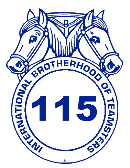 INTERNATIONAL BROTHERHOOD OF TEAMSTERS
115